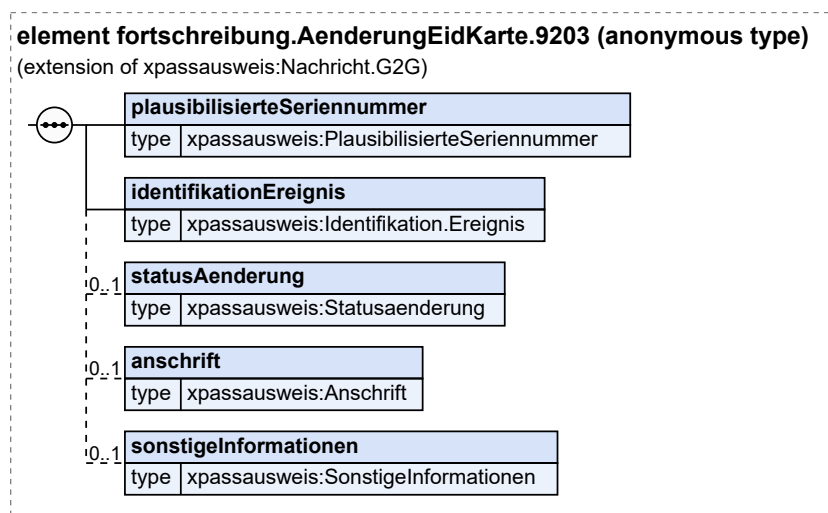 element fortschreibung.AenderungEidKarte.9203 (anonymous type)
(extension of xpassausweis:Nachricht.G2G)
plausibilisierteSeriennummer
type xpassausweis:PlausibilisierteSeriennummer
identifikationEreignis
type xpassausweis:Identifikation.Ereignis
0..1 statusAenderung
type xpassausweis:Statusaenderung
0..1 anschrift
type xpassausweis:Anschrift
0..1 sonstigeInformationen
type xpassausweis:SonstigeInformationen